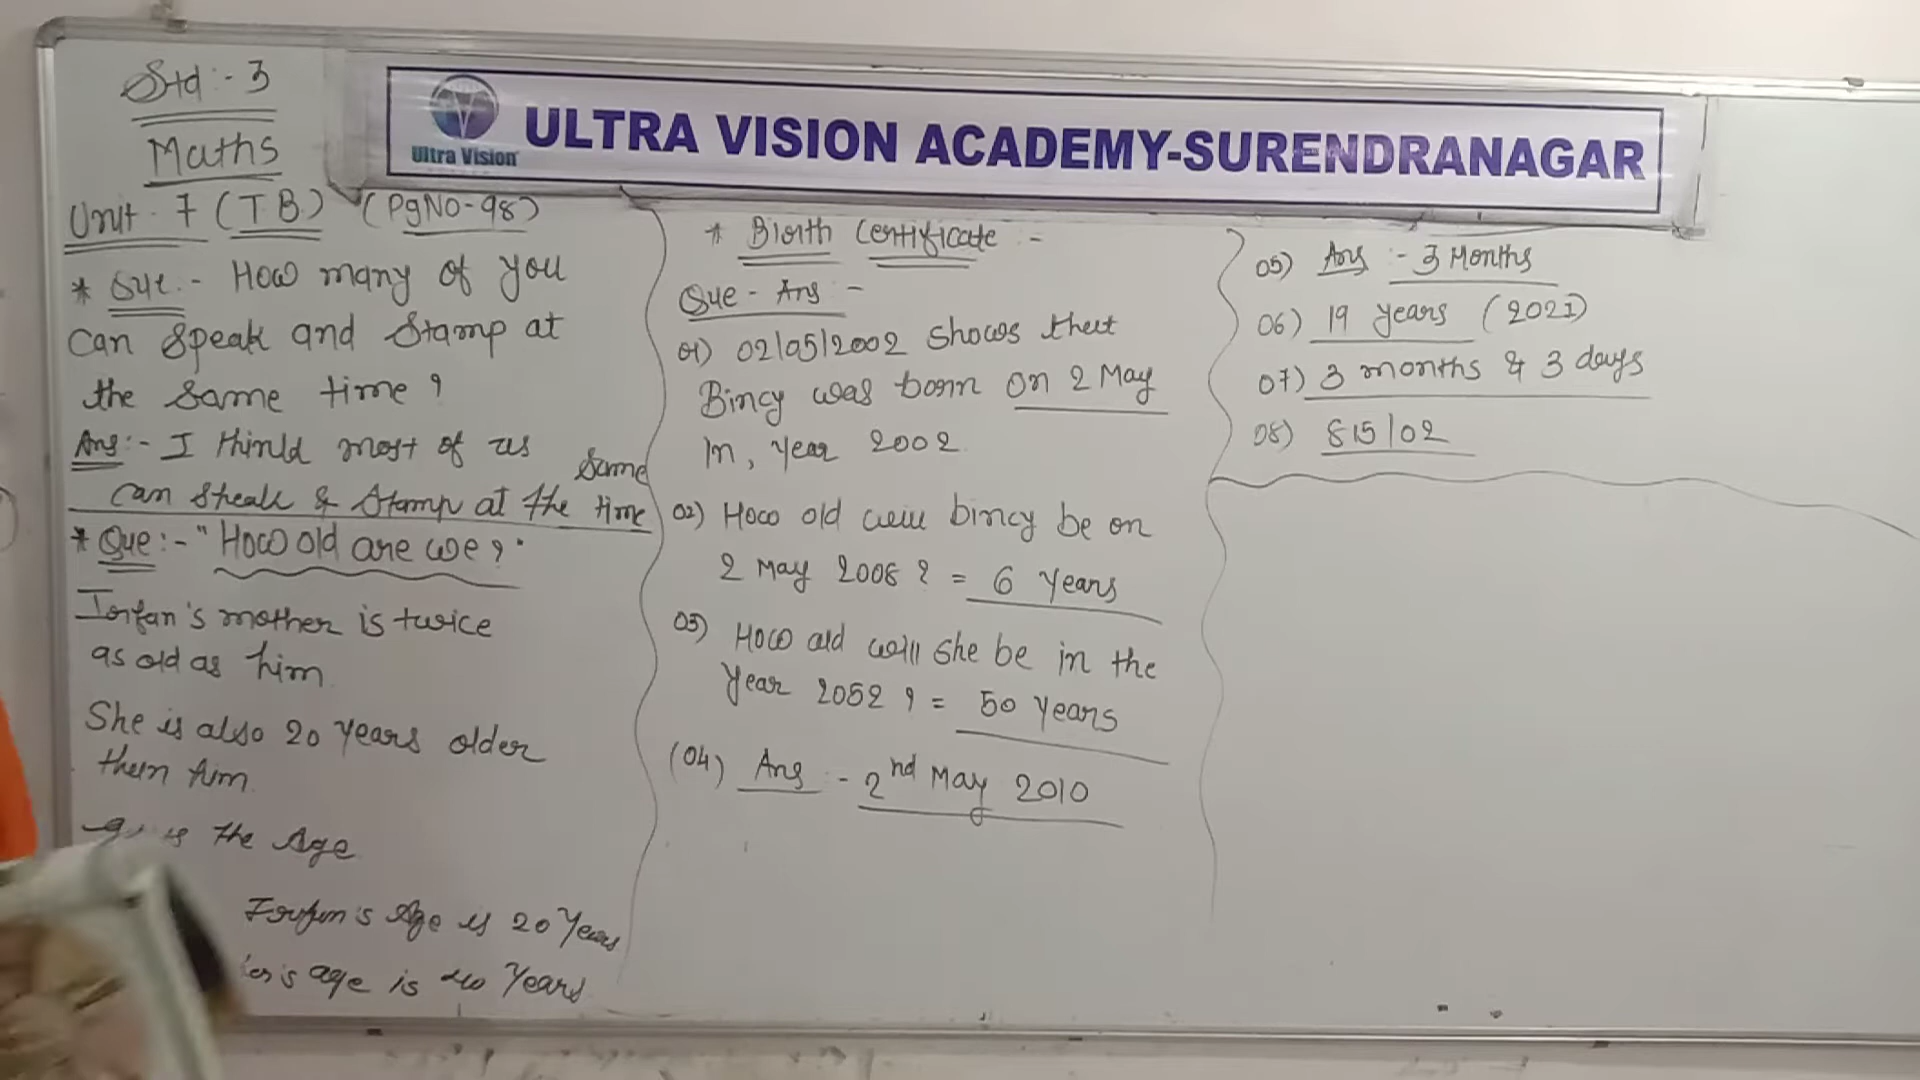 Std:- 3
Maths
Unit- 7 (T.B.) (PgNO-98)
* Que:- How many of you
can speak and Stamp at
the same time?
Ans:- I think most of us
can speak & Stamp at the same time
* Que:- "How old are we?"
Irfan's mother is twice
as old as him
She is also 20 years older
then him.
is the Age
Irfan's Age is 20 Years
age is 40 Years
Ultra Vision
ULTRA VISION ACADEMY-SURENDRANAGAR
* Birth Certificate :-
Que - Ans :-
01) 02/05/2002 shows that
Bincy was born on 2 May
In, year 2002.
02) How old will bincy be on
2 May 2008 ? = 6 Years
03) How old will she be in the
Year 2052 ? = 50 years
(04) Ans :- 2nd May 2010
05) Ans :- 3 Months
06) 19 years (2021)
07) 3 months & 3 days
08) 815/02